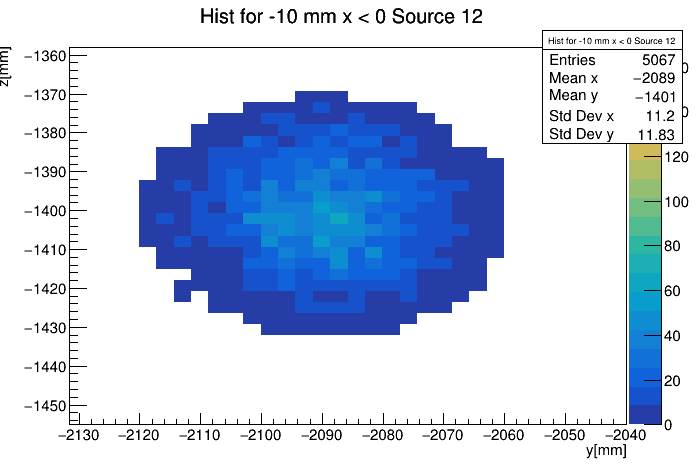 Hist for -10 mm x < 0 Source 12
z[mm]
Hist for -10 mm x < 0 Source 12
Entries 5067
Mean x −2089
Mean y −1401
Std Dev x 11.2
Std Dev y 11.83
−1360
−1370
−1380
−1390
−1400
−1410
−1420
−1430
−1440
−1450
120
100
80
60
40
20
0
−2130 −2120 −2110 −2100 −2090 −2080 −2070 −2060 −2050 −2040
y[mm]